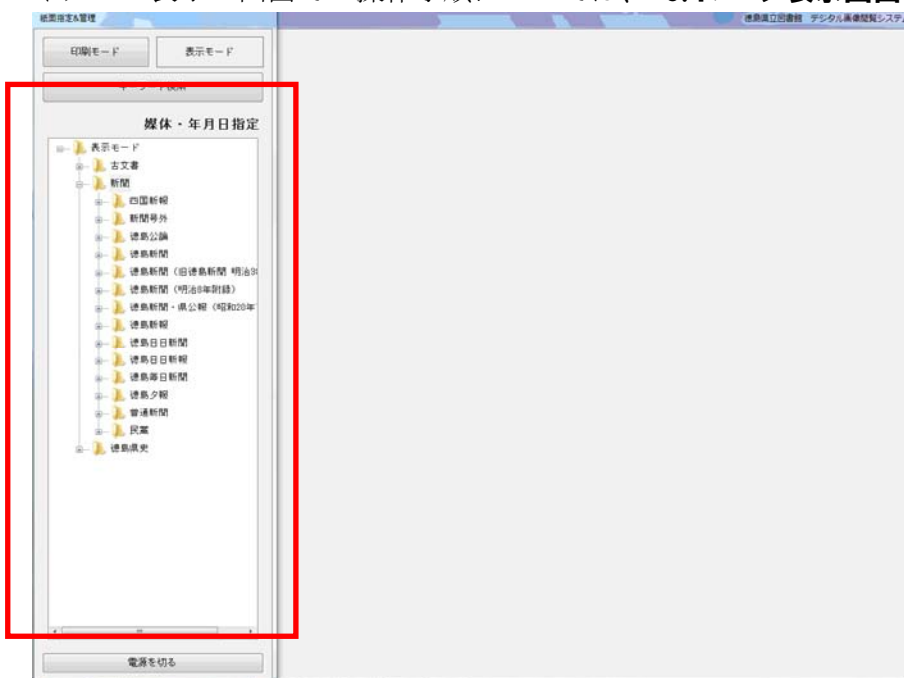 紙面指定&管理
徳島県立図書館 デジタル画像閲覧システム
印刷モード
表示モード
媒体・年月日指定
表示モード
古文書
新聞
四国新報
新聞号外
徳島公論
徳島新聞
徳島新聞（旧徳島新聞 明治
徳島新聞（明治8年附録）
徳島新聞・県公報（昭和20年
徳島新報
徳島日日新聞
徳島日日新報
徳島毎日新聞
徳島夕報
普通新聞
民黨
徳島県史
電源を切る